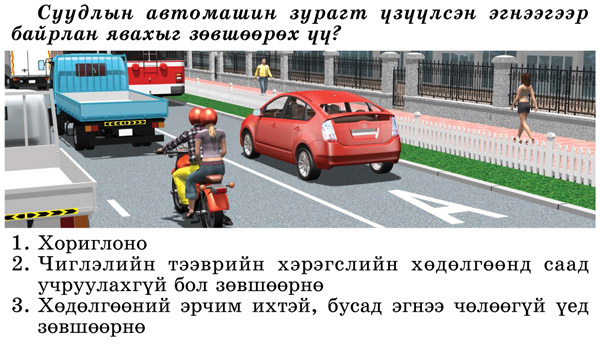 Суудлын автомашин зурагт үзүүлсэн эгнээгээр
байрлан явахыг зөвшөөрөх үү?
А
1. Хориглоно
2. Чиглэлийн тээврийн хэрэгслийн хөдөлгөөнд саад
учруулахгүй бол зөвшөөрнө
3. Хөдөлгөөний эрчим ихтэй, бусад эгнээ чөлөөгүй үед
зөвшөөрнө